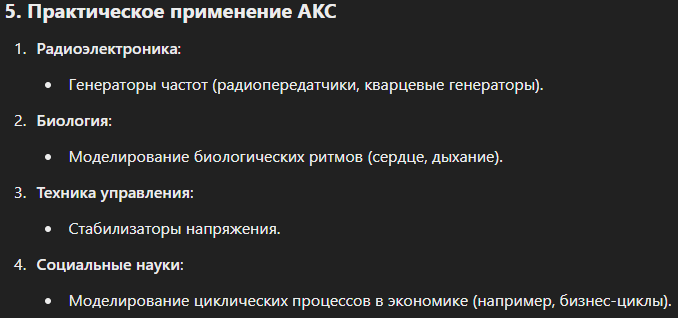 5. Практическое применение АКС
1. Радиоэлектроника:
• Генераторы частот (радиопередатчики, кварцевые генераторы).
2. Биология:
• Моделирование биологических ритмов (сердце, дыхание).
3. Техника управления:
• Стабилизаторы напряжения.
4. Социальные науки:
• Моделирование циклических процессов в экономике (например, бизнес-циклы).